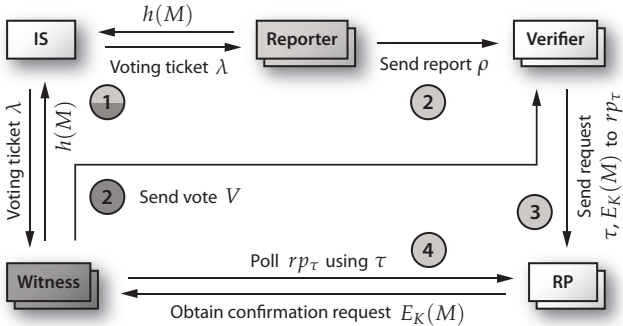 h(M)
IS
Reporter
Verifier
Voting ticket λ
Send report ρ
1
2
Voting ticket λ
h(M)
Send request
τ, E_K(M) to rp_τ
2 Send vote V
3
4
Poll rp_τ using τ
Witness
RP
Obtain confirmation request E_K(M)